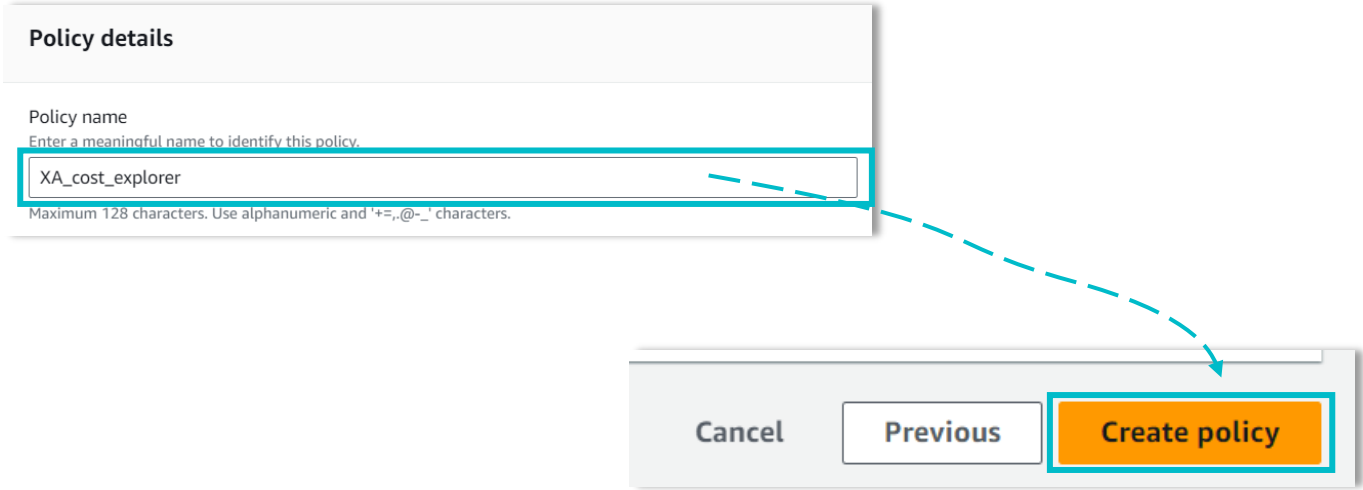 Policy details
Policy name
Enter a meaningful name to identify this policy.
XA_cost_explorer
Maximum 128 characters. Use alphanumeric and '+=,.@-_' characters.
Cancel
Previous
Create policy